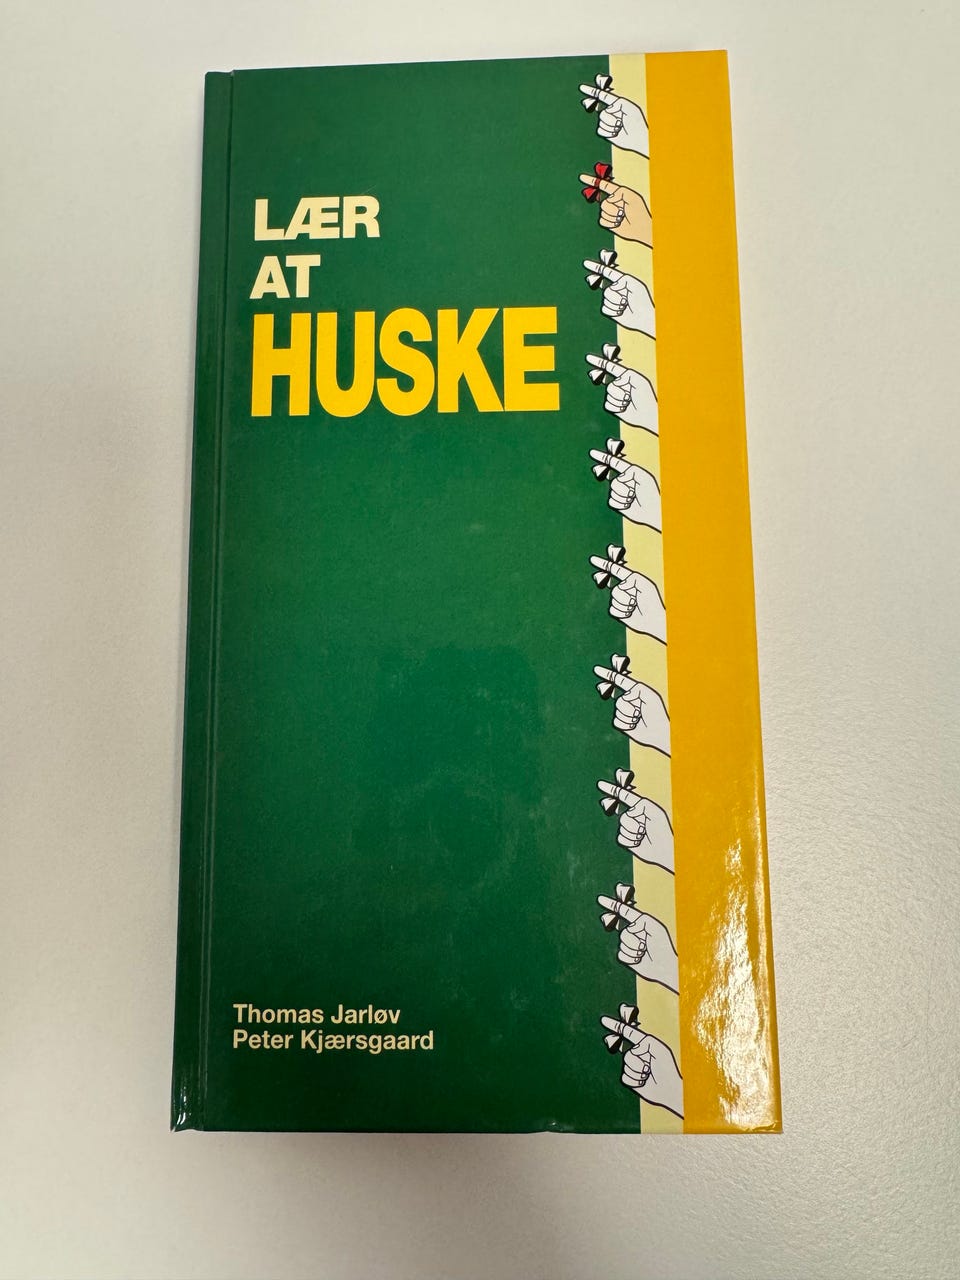 LÆR
AT
HUSKE
Thomas Jarløv
Peter Kjærsgaard